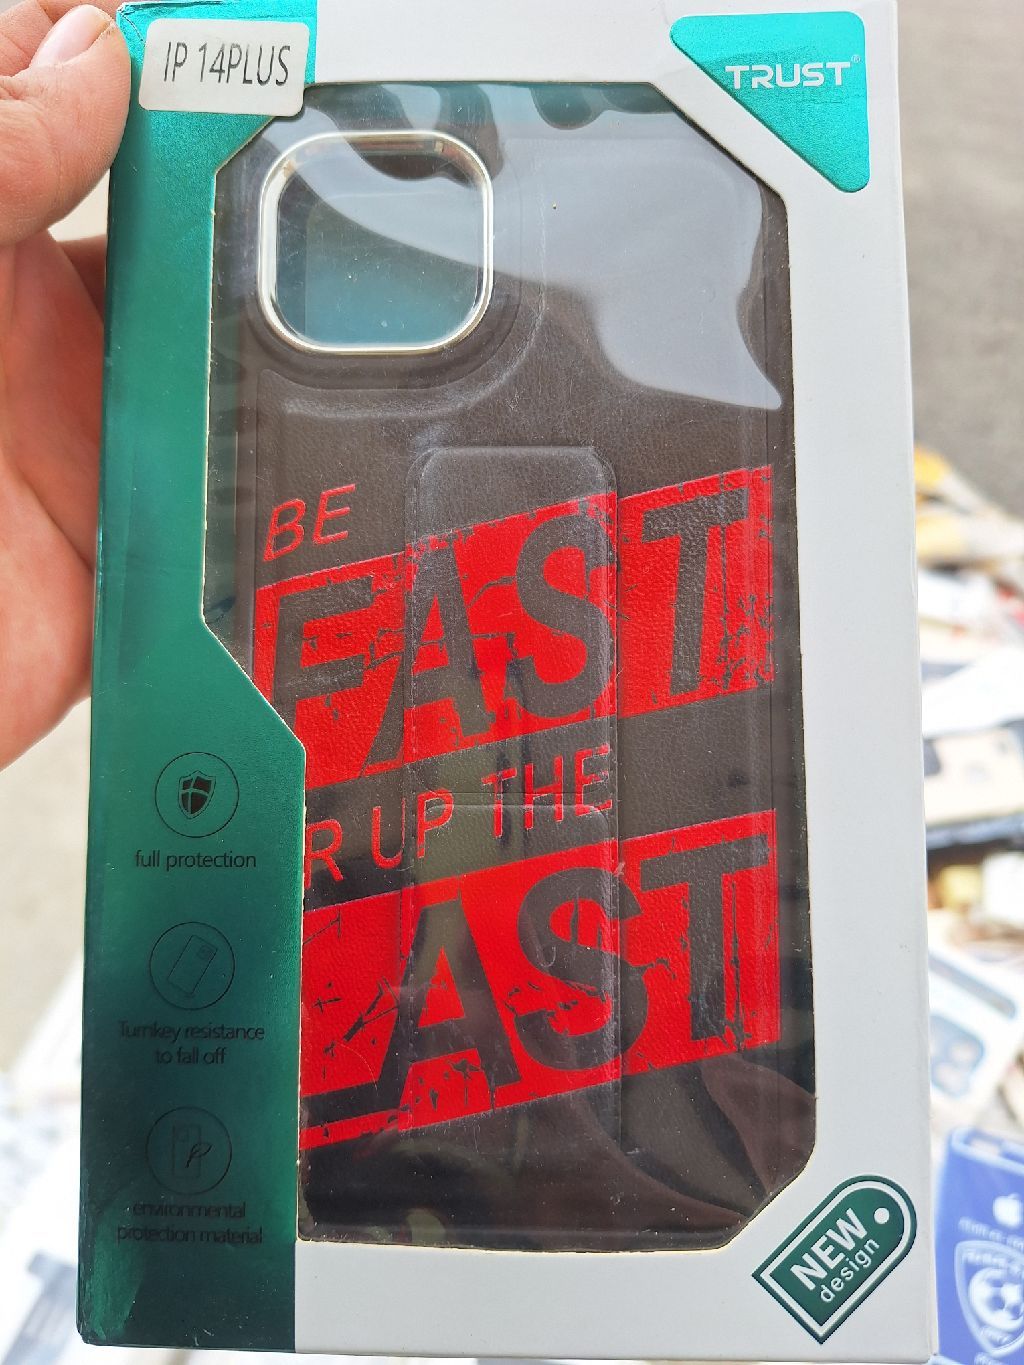 IP 14PLUS
TRUST®
BE
FAST
R UP THE
LAST
full protection
Turnkey resistance
to fall off
environmental
protection material
NEW
design